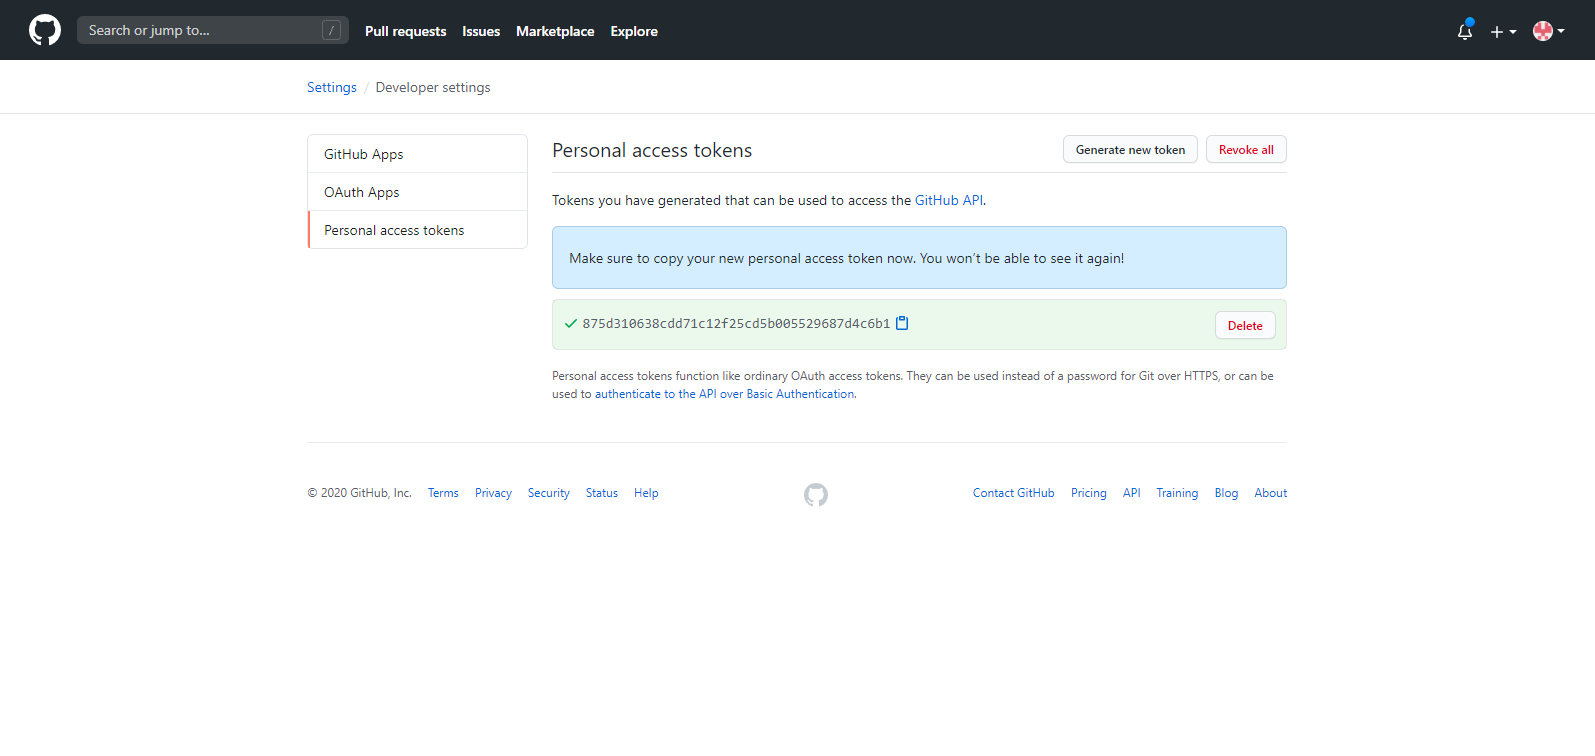 Search or jump to... /
Pull requests Issues Marketplace Explore
Settings / Developer settings
GitHub Apps
OAuth Apps
Personal access tokens
Personal access tokens
Generate new token Revoke all
Tokens you have generated that can be used to access the GitHub API.
Make sure to copy your new personal access token now. You won't be able to see it again!
875d310638cdd71c12f25cd5b005529687d4c6b1
Delete
Personal access tokens function like ordinary OAuth access tokens. They can be used instead of a password for Git over HTTPS, or can be
used to authenticate to the API over Basic Authentication.
© 2020 GitHub, Inc. Terms Privacy Security Status Help
Contact GitHub Pricing API Training Blog About